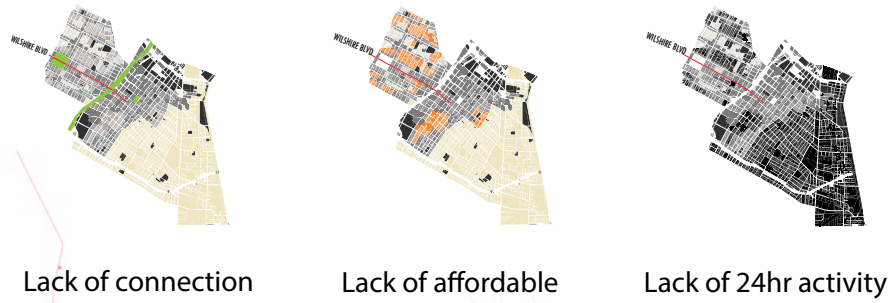 WILSHIRE BLVD
WILSHIRE BLVD
WILSHIRE BLVD
Lack of connection
Lack of affordable
Lack of 24hr activity